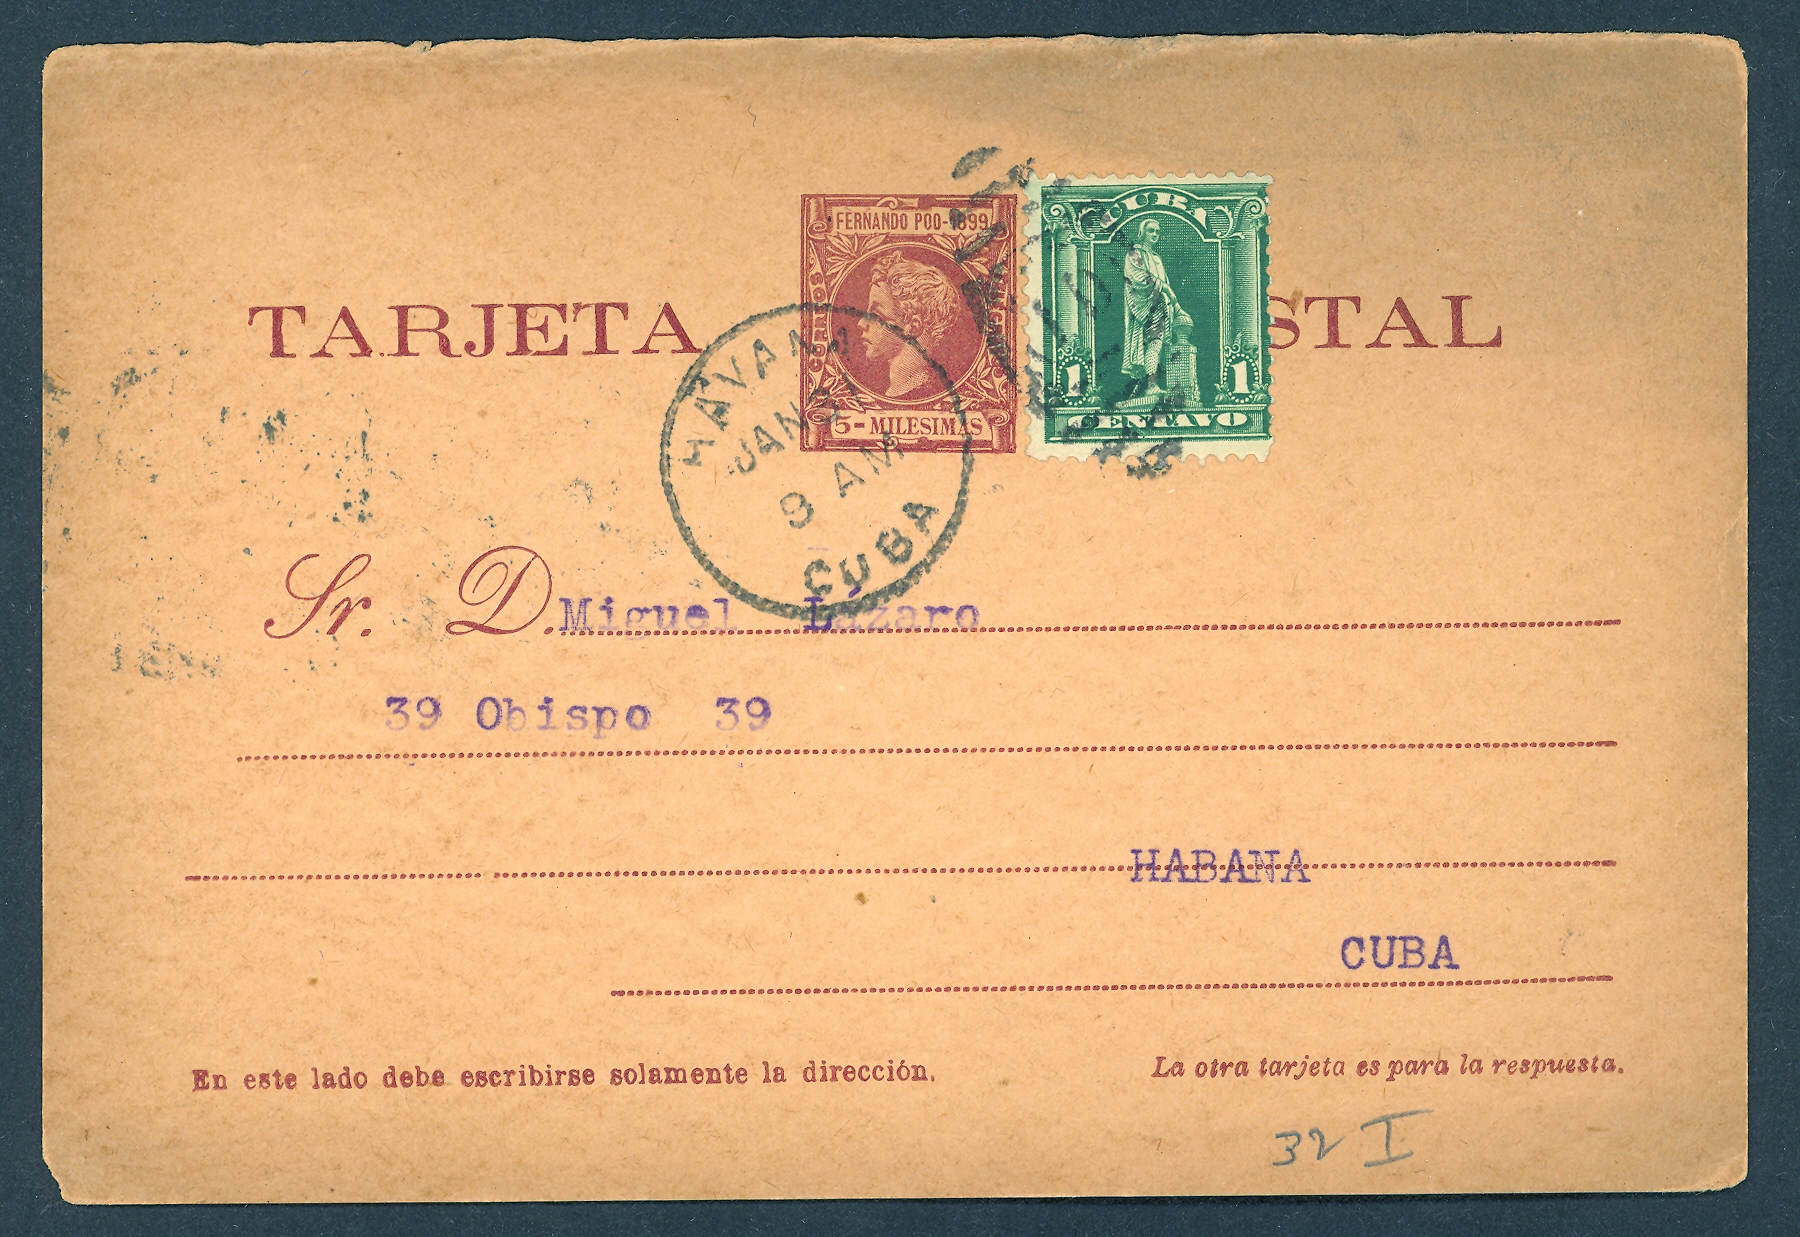 FERNANDO POO-1899
CORREOS
5-MILESIMAS
CUBA
1 1
CENTAVO
TARJETA STAL
HAVANA
JAN
9 AM
CUBA
Sr. D. Miguel Lázaro
39 Obispo 39
HABANA
CUBA
En este lado debe escribirse solamente la dirección.
La otra tarjeta es para la respuesta.
32 I